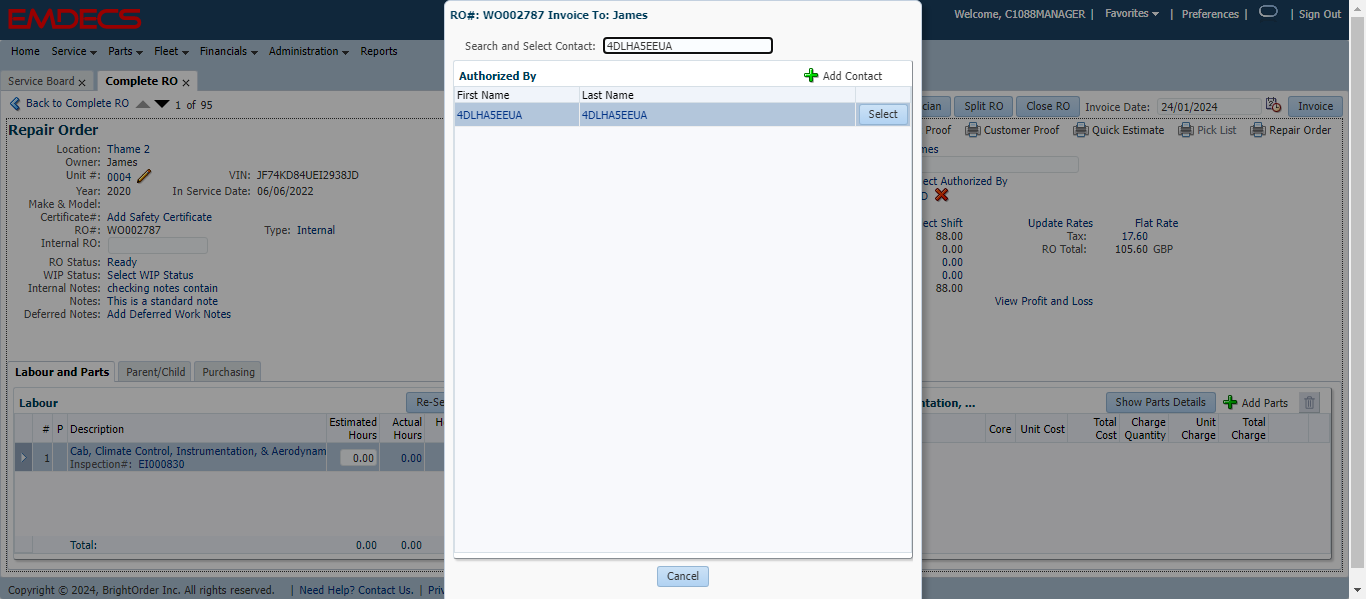 EMDECS
Welcome, C1088MANAGER | Favorites | Preferences | | Sign Out
Home Service Parts Fleet Financials Administration Reports
Service Board x Complete RO x
Back to Complete RO 1 of 95
Split RO Close RO Invoice Date: 24/01/2024 Invoice
Proof Customer Proof Quick Estimate Pick List Repair Order
Repair Order
Location: Thame 2
Owner: James
Unit #: 0004 VIN: JF74KD84UEI2938JD
Year: 2020 In Service Date: 06/06/2022
Make & Model:
Certificate#: Add Safety Certificate
RO#: WO002787 Type: Internal
Internal RO:
RO Status: Ready
WIP Status: Select WIP Status
Internal Notes: checking notes contain
Notes: This is a standard note
Deferred Notes: Add Deferred Work Notes
RO#: WO002787 Invoice To: James
Search and Select Contact: 4DLHA5EEUA
Authorized By Add Contact
First Name Last Name
4DLHA5EEUA 4DLHA5EEUA Select
Cancel
Authorized By
Shift Update Rates Flat Rate
88.00 Tax: 17.60
0.00 RO Total: 105.60 GBP
0.00
0.00
88.00
View Profit and Loss
Labour and Parts Parent/Child Purchasing
Labour Re-Se
# P Description Estimated Hours Actual Hours H
1 Cab, Climate Control, Instrumentation, & Aerodynam 0.00 0.00
Inspection#: EI000830
Total: 0.00 0.00
ntation, ... Show Parts Details Add Parts
Core Unit Cost Total Cost Charge Quantity Unit Charge Total Charge
Copyright © 2024, BrightOrder Inc. All rights reserved. | Need Help? Contact Us. | Priv